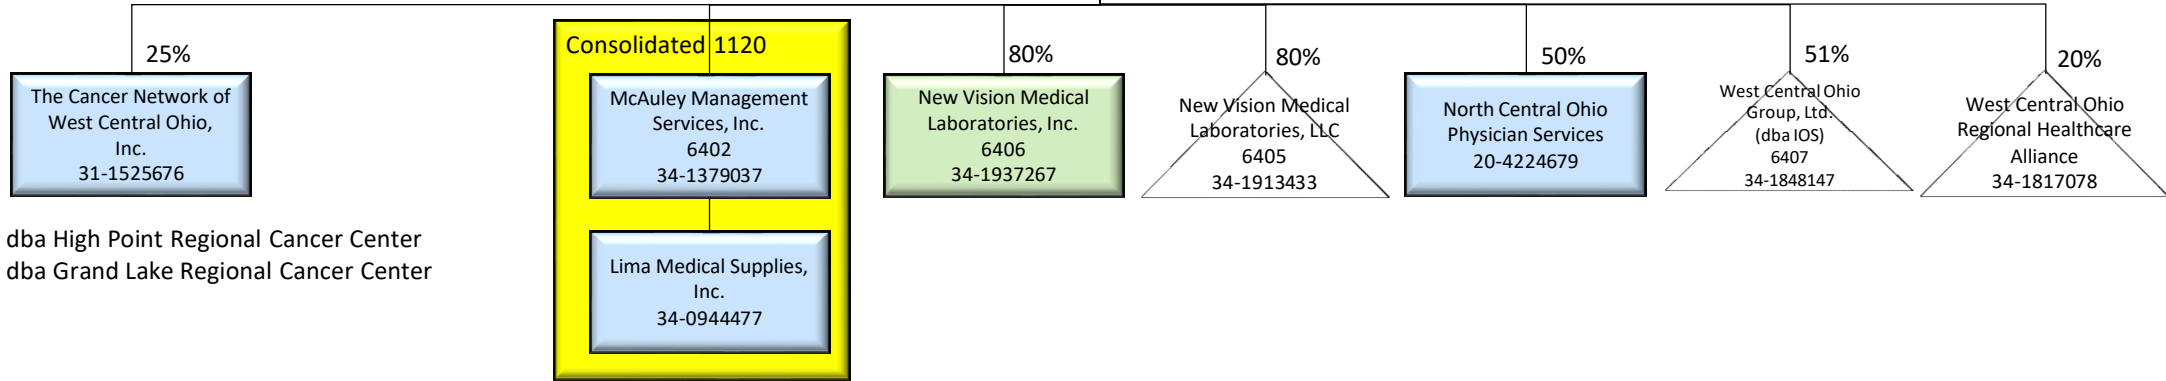 25%
The Cancer Network of
West Central Ohio,
Inc.
31-1525676
dba High Point Regional Cancer Center
dba Grand Lake Regional Cancer Center
Consolidated 1120
McAuley Management
Services, Inc.
6402
34-1379037
Lima Medical Supplies,
Inc.
34-0944477
80%
New Vision Medical
Laboratories, Inc.
6406
34-1937267
80%
New Vision Medical
Laboratories, LLC
6405
34-1913433
50%
North Central Ohio
Physician Services
20-4224679
51%
West Central Ohio
Group, Ltd.
(dba IOS)
6407
34-1848147
20%
West Central Ohio
Regional Healthcare
Alliance
34-1817078